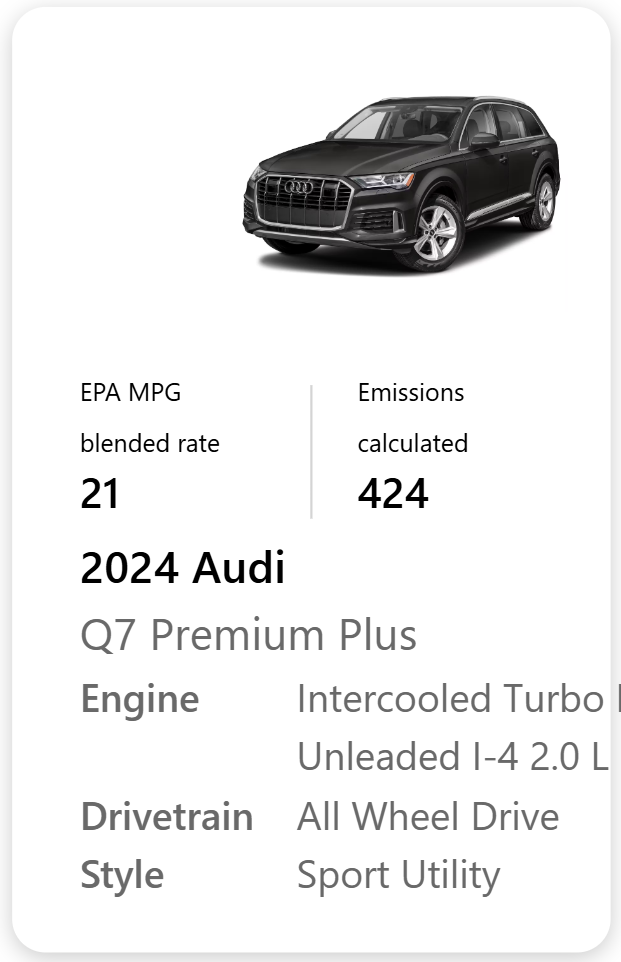 EPA MPG
blended rate
21
Emissions
calculated
424
2024 Audi
Q7 Premium Plus
Engine Intercooled Turbo
Unleaded I-4 2.0 L
Drivetrain All Wheel Drive
Style Sport Utility